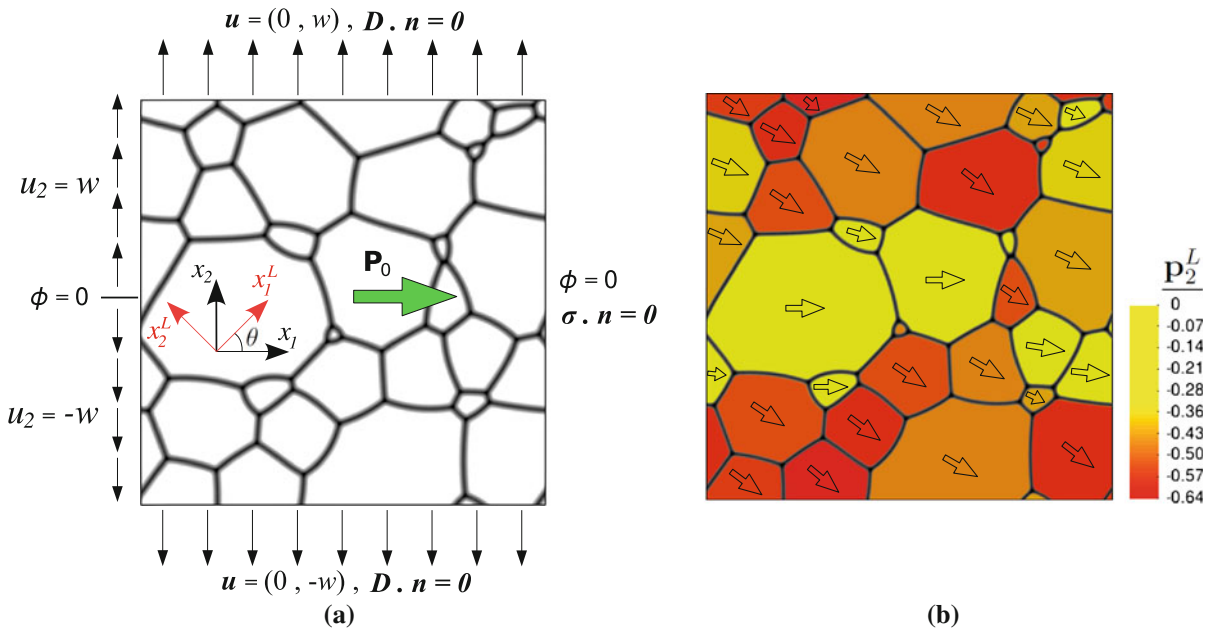 u = (0 , w) , D . n = 0
u₂ = w
ϕ = 0
u₂ = -w
x₂
x₁ᴸ
x₂ᴸ
θ
x₁
P₀
ϕ = 0
σ . n = 0
u = (0 , -w) , D . n = 0
(a)
p₂ᴸ
0
-0.07
-0.14
-0.21
-0.28
-0.36
-0.43
-0.50
-0.57
-0.64
(b)